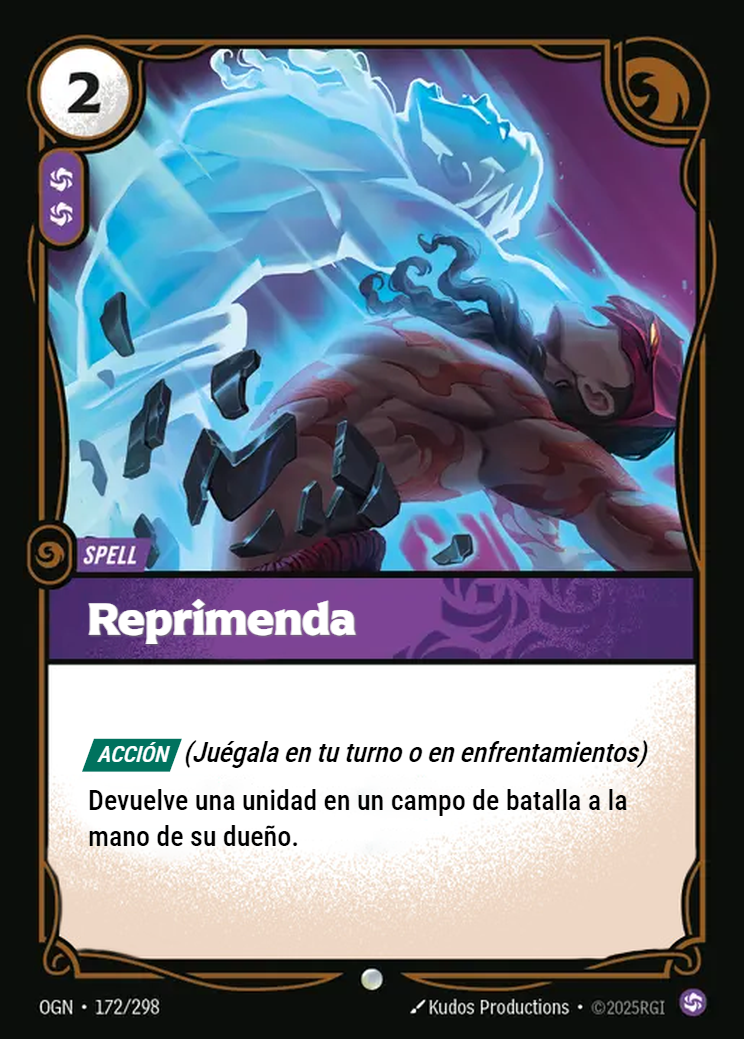 2
SPELL
Reprimenda
ACCIÓN (Juégala en tu turno o en enfrentamientos)
Devuelve una unidad en un campo de batalla a la
mano de su dueño.
OGN • 172/298
Kudos Productions • ©2025RGI